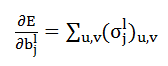 ∂E/∂b_j^l = ∑_{u,v}(σ_j^l)_{u,v}